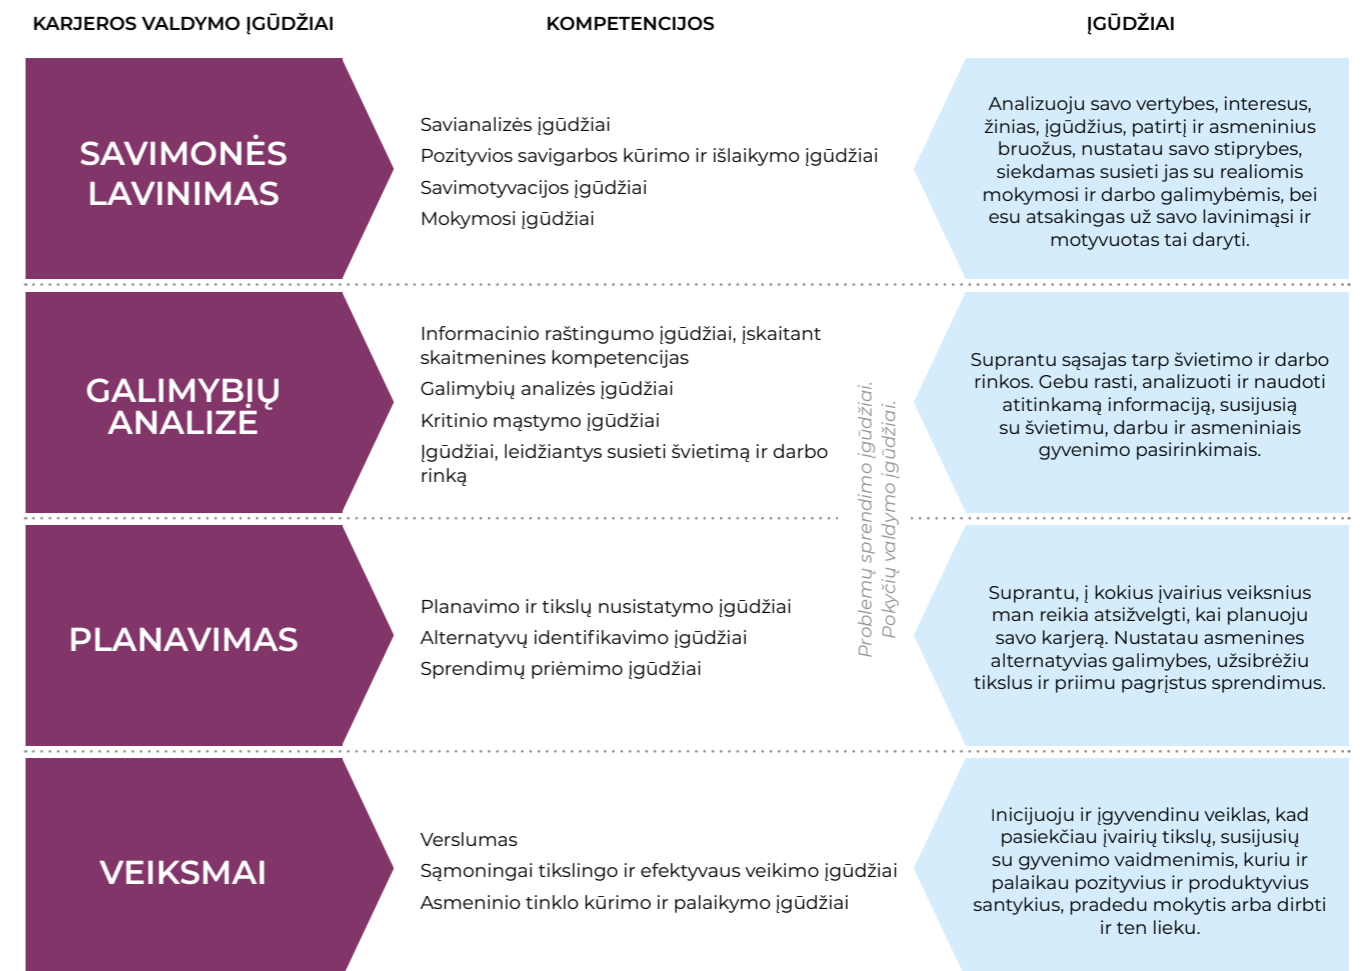 KARJEROS VALDYMO ĮGŪDŽIAI
KOMPETENCIJOS
ĮGŪDŽIAI
SAVIMONĖS
LAVINIMAS
Savianalizės įgūdžiai
Pozityvios savigarbos kūrimo ir išlaikymo įgūdžiai
Savimotyvacijos įgūdžiai
Mokymosi įgūdžiai
Analizuoju savo vertybes, interesus,
žinias, įgūdžius, patirtį ir asmeninius
bruožus, nustatau savo stiprybes,
siekdamas susieti jas su realiomis
mokymosi ir darbo galimybėmis, bei
esu atsakingas už savo lavinimąsi ir
motyvuotas tai daryti.
GALIMYBIŲ
ANALIZĖ
Informacinio raštingumo įgūdžiai, įskaitant
skaitmenines kompetencijas
Galimybių analizės įgūdžiai
Kritinio mąstymo įgūdžiai
Įgūdžiai, leidžiantys susieti švietimą ir darbo
rinką
Problemų sprendimo įgūdžiai.
Pokyčių valdymo įgūdžiai.
Suprantu sąsajas tarp švietimo ir darbo
rinkos. Gebu rasti, analizuoti ir naudoti
atitinkamą informaciją, susijusią
su švietimu, darbu ir asmeniniais
gyvenimo pasirinkimais.
PLANAVIMAS
Planavimo ir tikslų nusistatymo įgūdžiai
Alternatyvų identifikavimo įgūdžiai
Sprendimų priėmimo įgūdžiai
Suprantu, į kokius įvairius veiksnius
man reikia atsižvelgti, kai planuoju
savo karjerą. Nustatau asmenines
alternatyvias galimybes, užsibrėžiu
tikslus ir priimu pagrįstus sprendimus.
VEIKSMAI
Verslumas
Sąmoningai tikslingo ir efektyvaus veikimo įgūdžiai
Asmeninio tinklo kūrimo ir palaikymo įgūdžiai
Inicijuoju ir įgyvendinu veiklas, kad
pasiekčiau įvairių tikslų, susijusių
su gyvenimo vaidmenimis, kuriu ir
palaikau pozityvius ir produktyvius
santykius, pradedu mokytis arba dirbti
ir ten lieku.